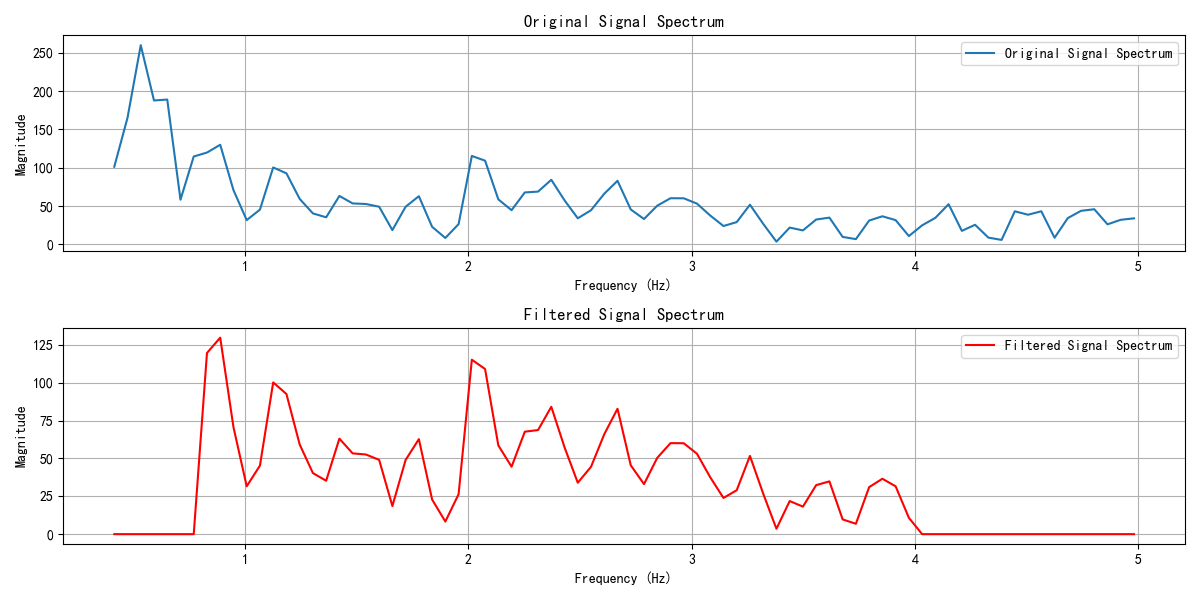 Original Signal Spectrum
250
200
150
100
50
0
Magnitude
Original Signal Spectrum
1
2
3
4
5
Frequency (Hz)
Filtered Signal Spectrum
125
100
75
50
25
0
Magnitude
Filtered Signal Spectrum
1
2
3
4
5
Frequency (Hz)